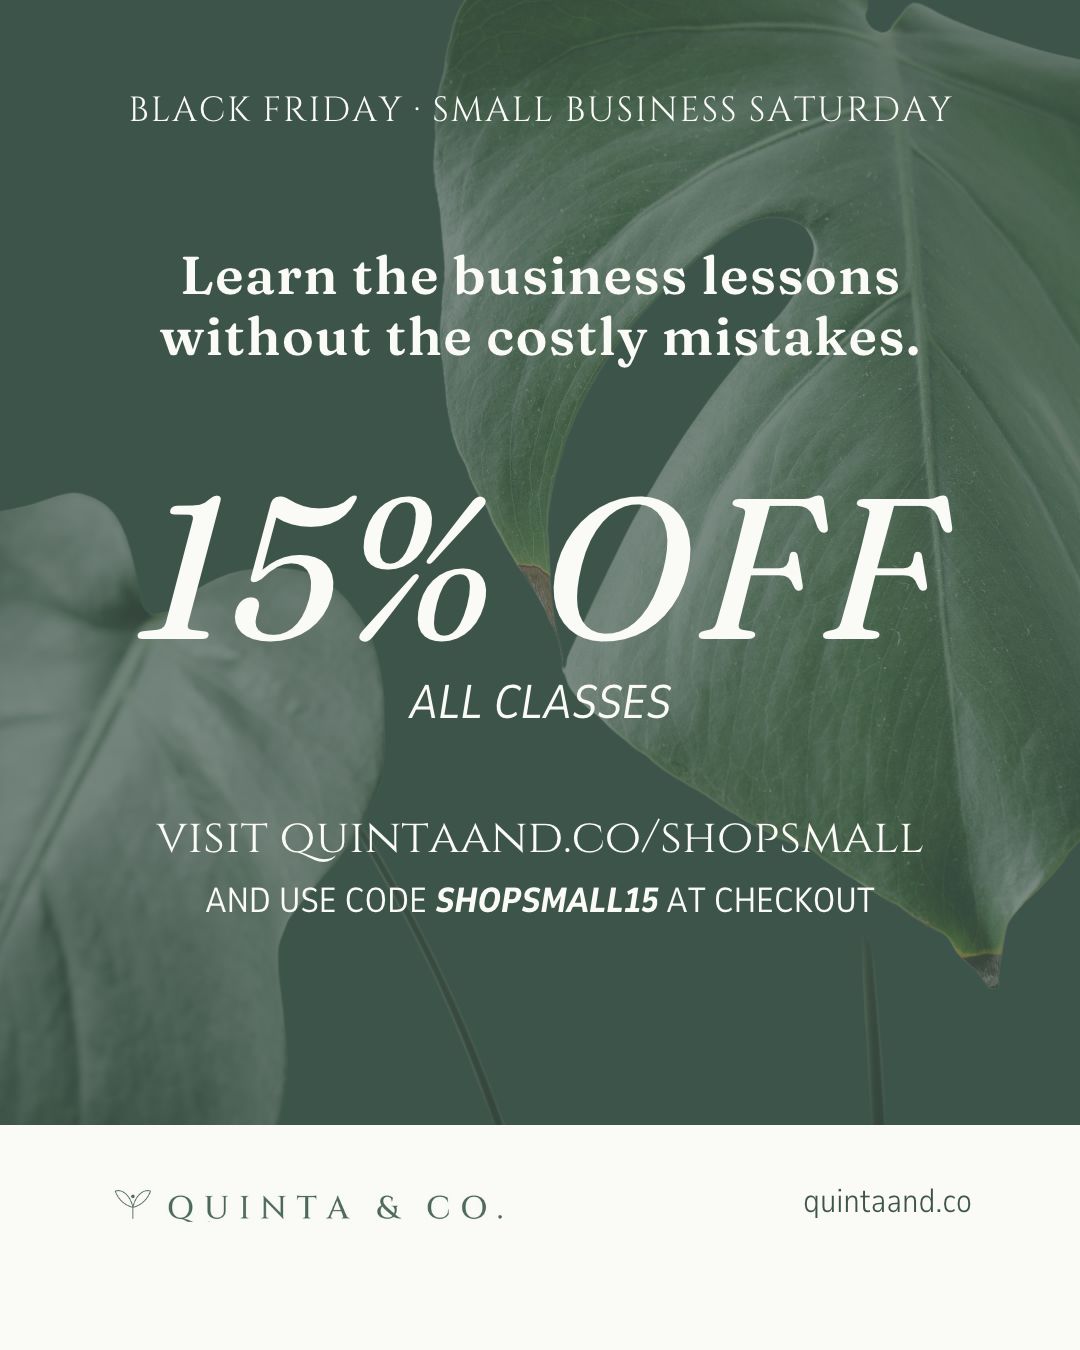 BLACK FRIDAY · SMALL BUSINESS SATURDAY
Learn the business lessons
without the costly mistakes.
15% OFF
ALL CLASSES
VISIT QUINTAAND.CO/SHOPSMALL
AND USE CODE SHOPSMALL15 AT CHECKOUT
QUINTA & CO.
quintaand.co